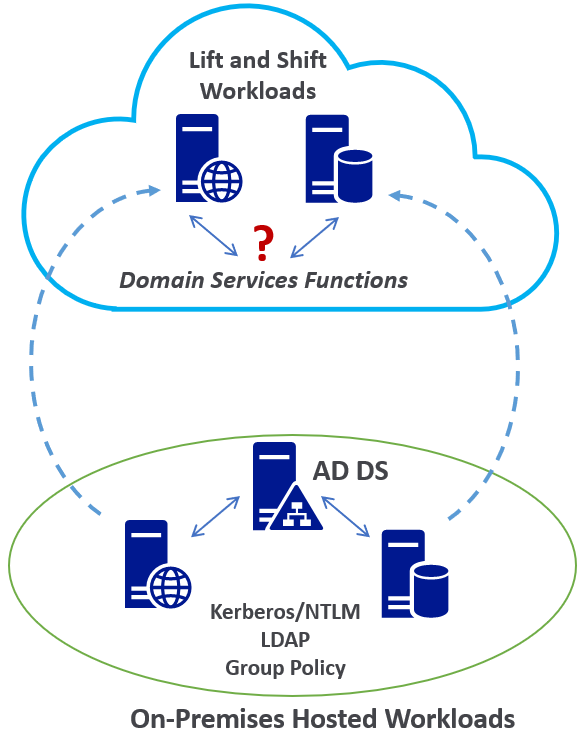 Lift and Shift
Workloads
?
Domain Services Functions
AD DS
Kerberos/NTLM
LDAP
Group Policy
On-Premises Hosted Workloads